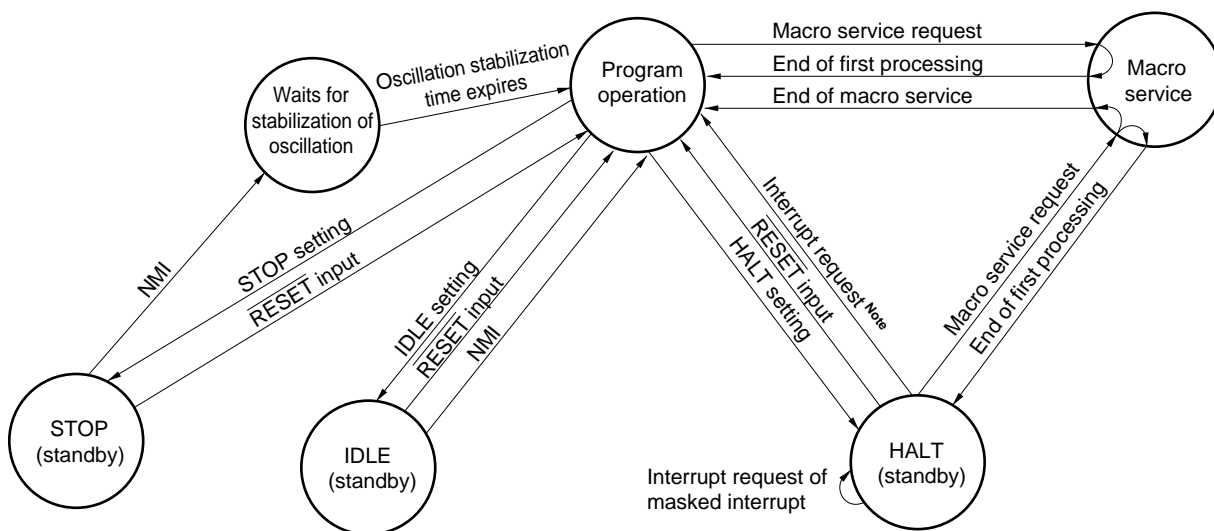 Macro service request
End of first processing
End of macro service
Program
operation
Macro
service
Oscillation stabilization
time expires
Waits for
stabilization of
oscillation
NMI
STOP setting
RESET input
IDLE setting
RESET input
NMI
Interrupt request Note
RESET input
HALT setting
Macro service request
End of first processing
STOP
(standby)
IDLE
(standby)
HALT
(standby)
Interrupt request of
masked interrupt